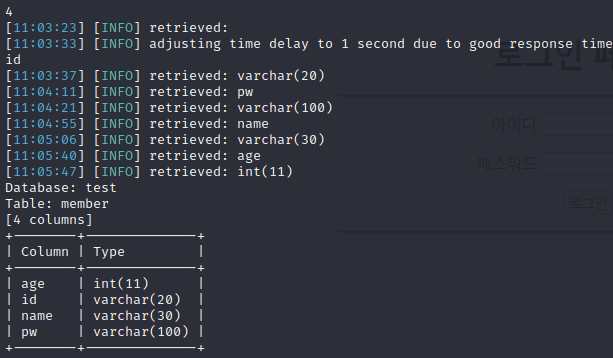 4
[11:03:23] [INFO] retrieved:
[11:03:33] [INFO] adjusting time delay to 1 second due to good response time
id
[11:03:37] [INFO] retrieved: varchar(20)
[11:04:11] [INFO] retrieved: pw
[11:04:21] [INFO] retrieved: varchar(100)
[11:04:55] [INFO] retrieved: name
[11:05:06] [INFO] retrieved: varchar(30)
[11:05:40] [INFO] retrieved: age
[11:05:47] [INFO] retrieved: int(11)
Database: test
Table: member
[4 columns]
+--------+--------------+
| Column | Type         |
+--------+--------------+
| age    | int(11)      |
| id     | varchar(20)  |
| name   | varchar(30)  |
| pw     | varchar(100) |
+--------+--------------+
로그인
아이디
패스워드
로그인